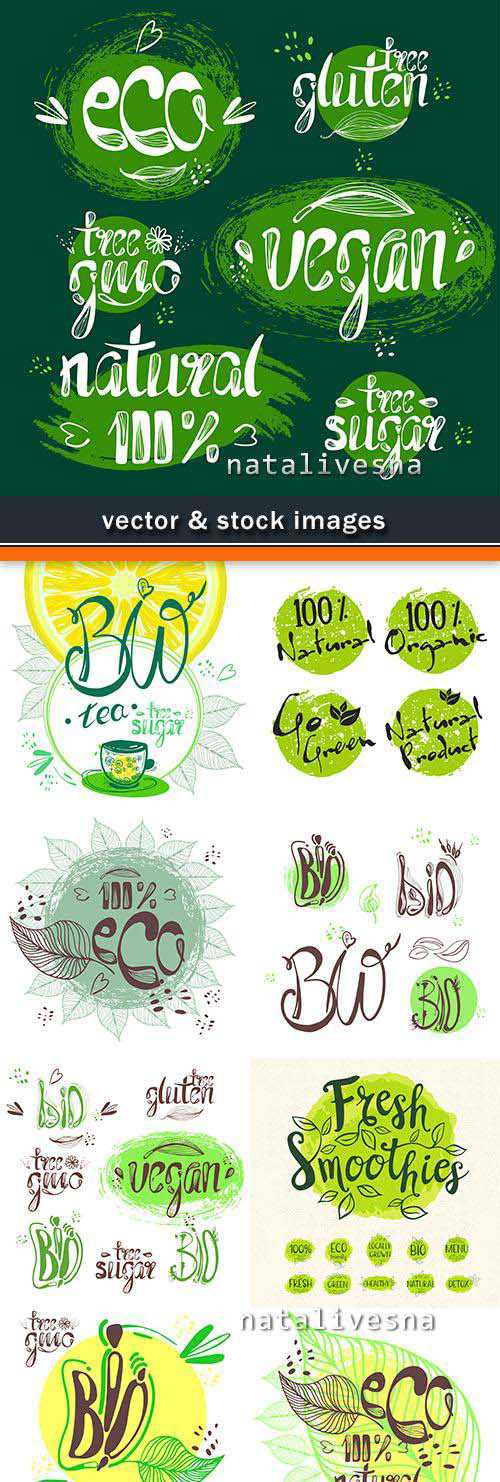 eco
free
gluten
free
gmo
vegan
natural
100%
free
sugar
natalivesna
vector & stock images
Bio
tea
free
sugar
100%
Natural
100%
Organic
Go
Green
Natural
Product
100%
eco
BIO
bio
Bio
BIO
bio
free
gluten
free
gmo
vegan
BIO
free
sugar
BIO
Fresh
Smoothies
100%
ECO
LOCALLY
GROWN
BIO
MENU
FRESH
GREEN
HEALTHY
NATURAL
DETOX
natalivesna
free
gmo
BIO
eco
100%
natural